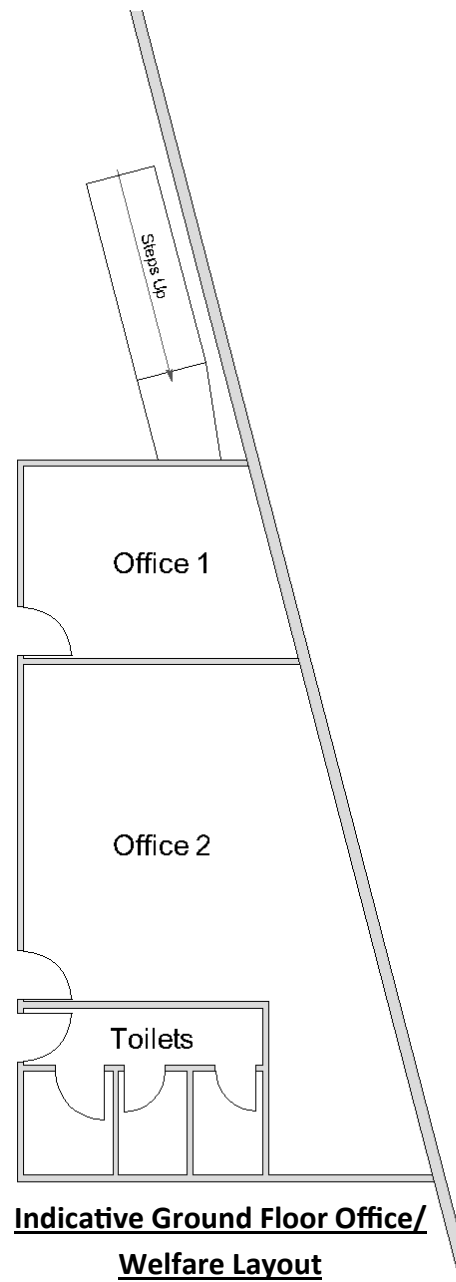 Steps Up
Office 1
Office 2
Toilets
Indicative Ground Floor Office/
Welfare Layout